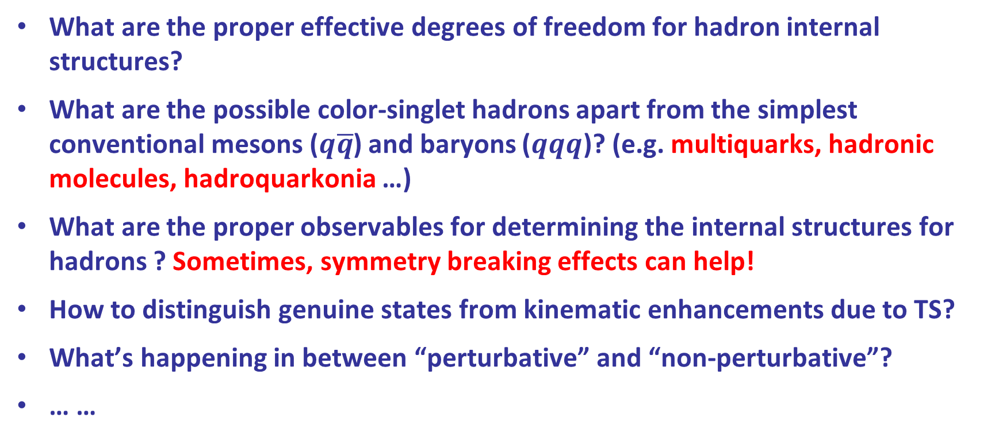 • What are the proper effective degrees of freedom for hadron internal
structures?
• What are the possible color-singlet hadrons apart from the simplest
conventional mesons (qq̅) and baryons (qqq)? (e.g. multiquarks, hadronic
molecules, hadroquarkonia …)
• What are the proper observables for determining the internal structures for
hadrons ? Sometimes, symmetry breaking effects can help!
• How to distinguish genuine states from kinematic enhancements due to TS?
• What’s happening in between “perturbative” and “non-perturbative”?
• … …